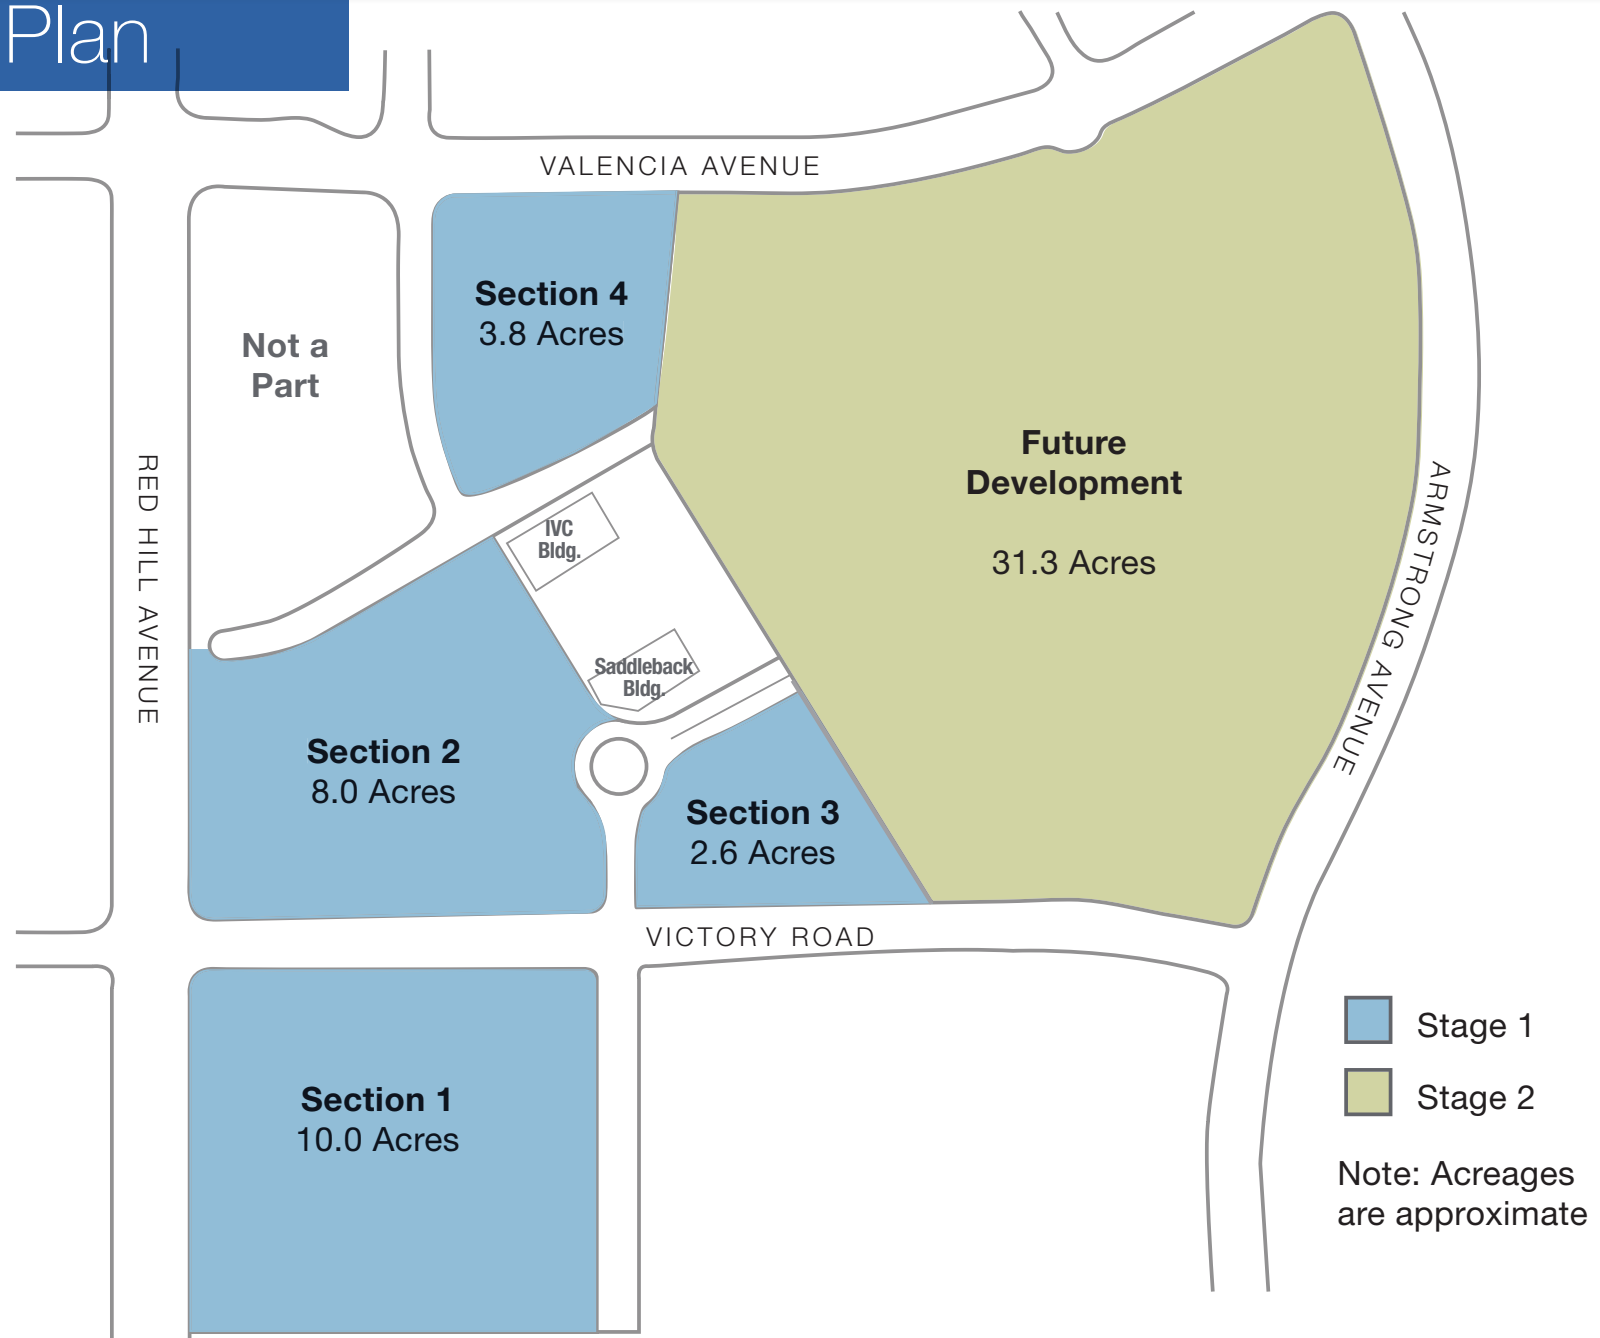 Plan
VALENCIA AVENUE
Section 4
3.8 Acres
Not a
Part
RED HILL AVENUE
Future
Development
31.3 Acres
ARMSTRONG AVENUE
IVC
Bldg.
Saddleback
Bldg.
Section 2
8.0 Acres
Section 3
2.6 Acres
VICTORY ROAD
Section 1
10.0 Acres
Stage 1
Stage 2
Note: Acreages
are approximate